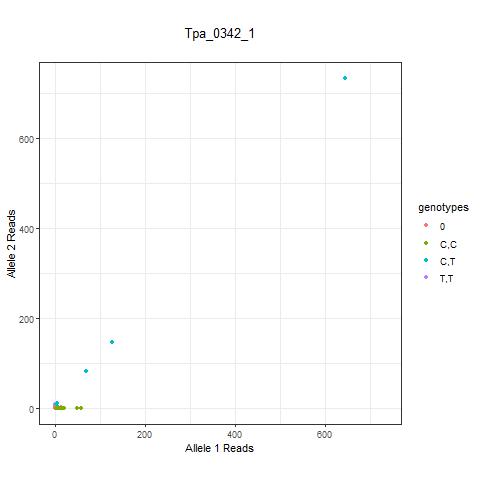 Tpa_0342_1
600
400
200
0
0
200
400
600
Allele 2 Reads
Allele 1 Reads
genotypes
0
C,C
C,T
T,T